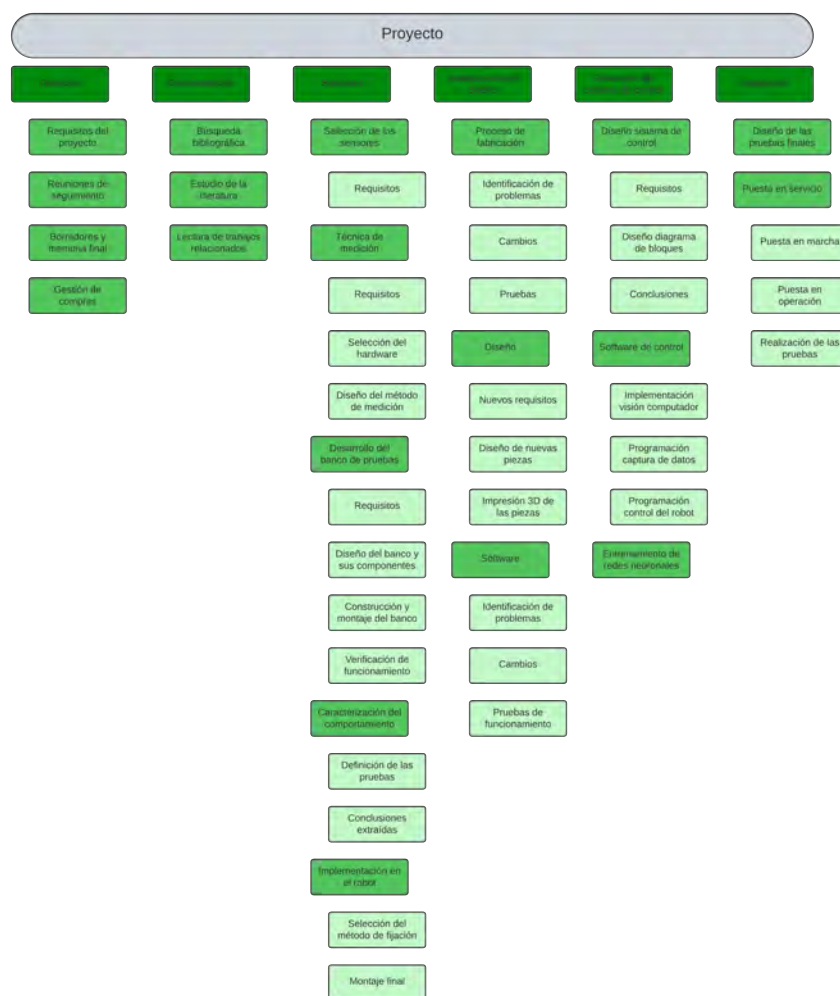 Proyecto
Requisitos del
proyecto
Reuniones de
seguimiento
Borradores y
memoria final
Gestión de
compras
Búsqueda
bibliográfica
Estudio de la
literatura
Lectura de trabajos
relacionados
Selección de los
sensores
Requisitos
Técnica de
medición
Requisitos
Selección del
hardware
Diseño del método
de medición
Desarrollo del
banco de pruebas
Requisitos
Diseño del banco y
sus componentes
Construcción y
montaje del banco
Verificación de
funcionamiento
Caracterización del
comportamiento
Definición de las
pruebas
Conclusiones
extraídas
Implementación en
el robot
Selección del
método de fijación
Montaje final
Proceso de
fabricación
Identificación de
problemas
Cambios
Pruebas
Diseño
Nuevos requisitos
Diseño de nuevas
piezas
Impresión 3D de
las piezas
Software
Identificación de
problemas
Cambios
Pruebas de
funcionamiento
Diseño sistema de
control
Requisitos
Diseño diagrama
de bloques
Conclusiones
Software de control
Implementación
visión computador
Programación
captura de datos
Programación
control del robot
Entrenamiento de
redes neuronales
Diseño de las
pruebas finales
Puesta en servicio
Puesta en marcha
Puesta en
operación
Realización de las
pruebas